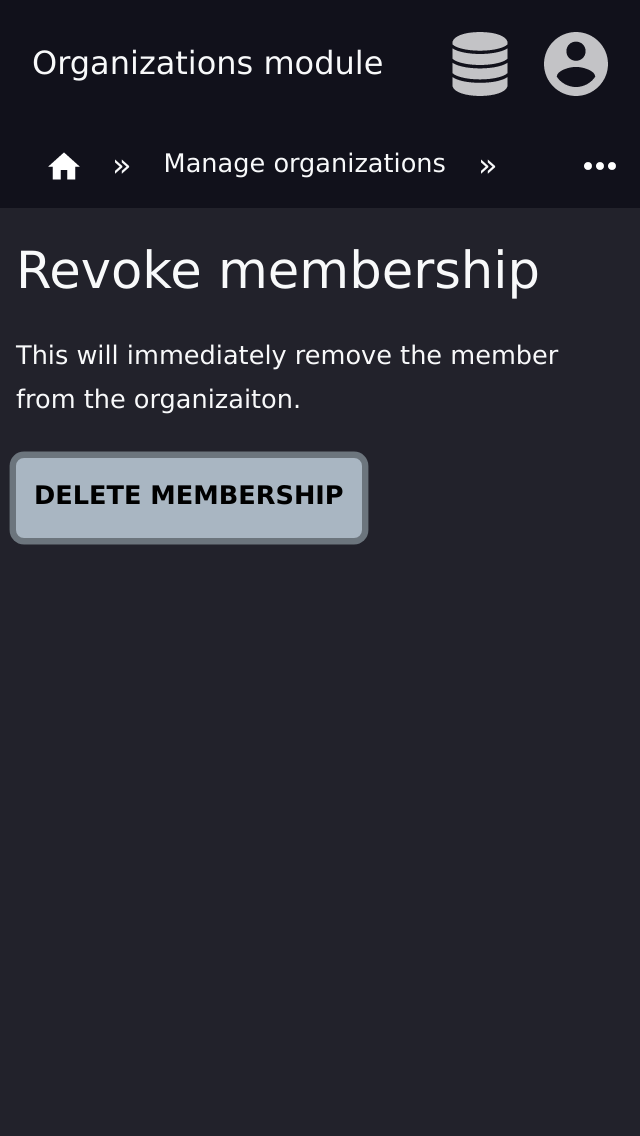 Organizations module
» Manage organizations »
Revoke membership
This will immediately remove the member
from the organizaiton.
DELETE MEMBERSHIP